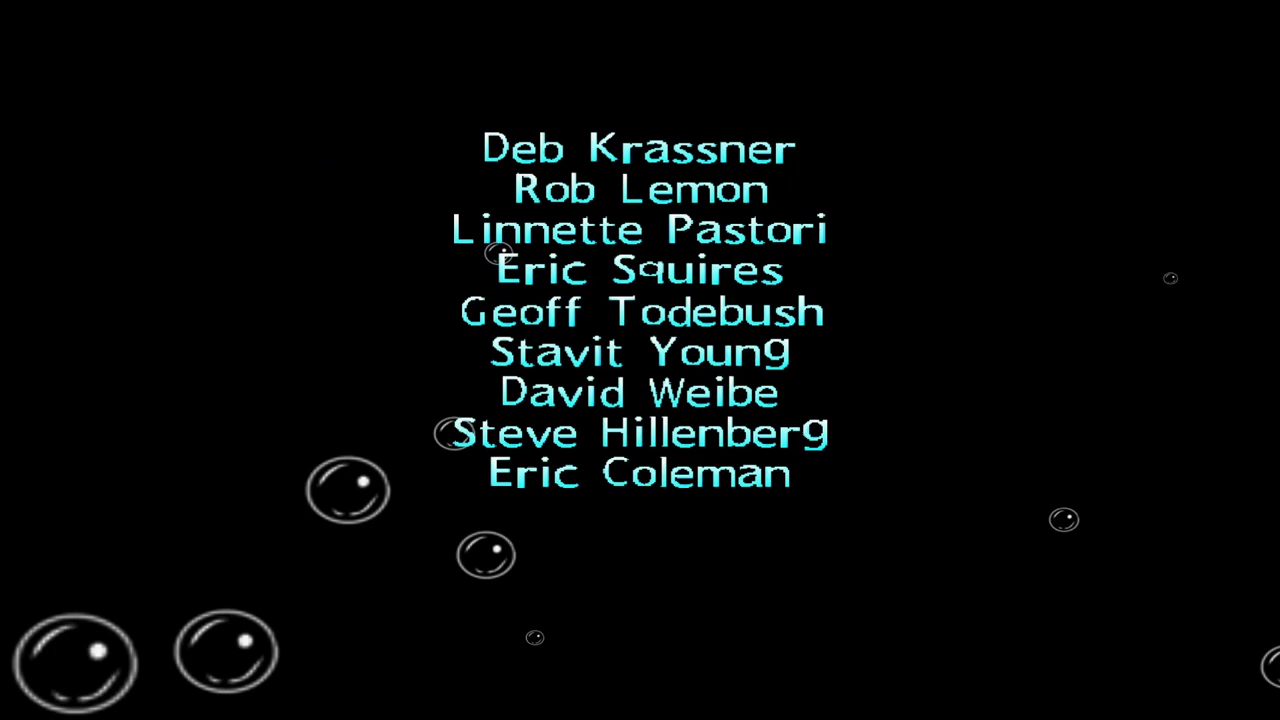 Deb Krassner
Rob Lemon
Linnette Pastori
Eric Squires
Geoff Todebush
Stavit Young
David Weibe
Steve Hillenberg
Eric Coleman